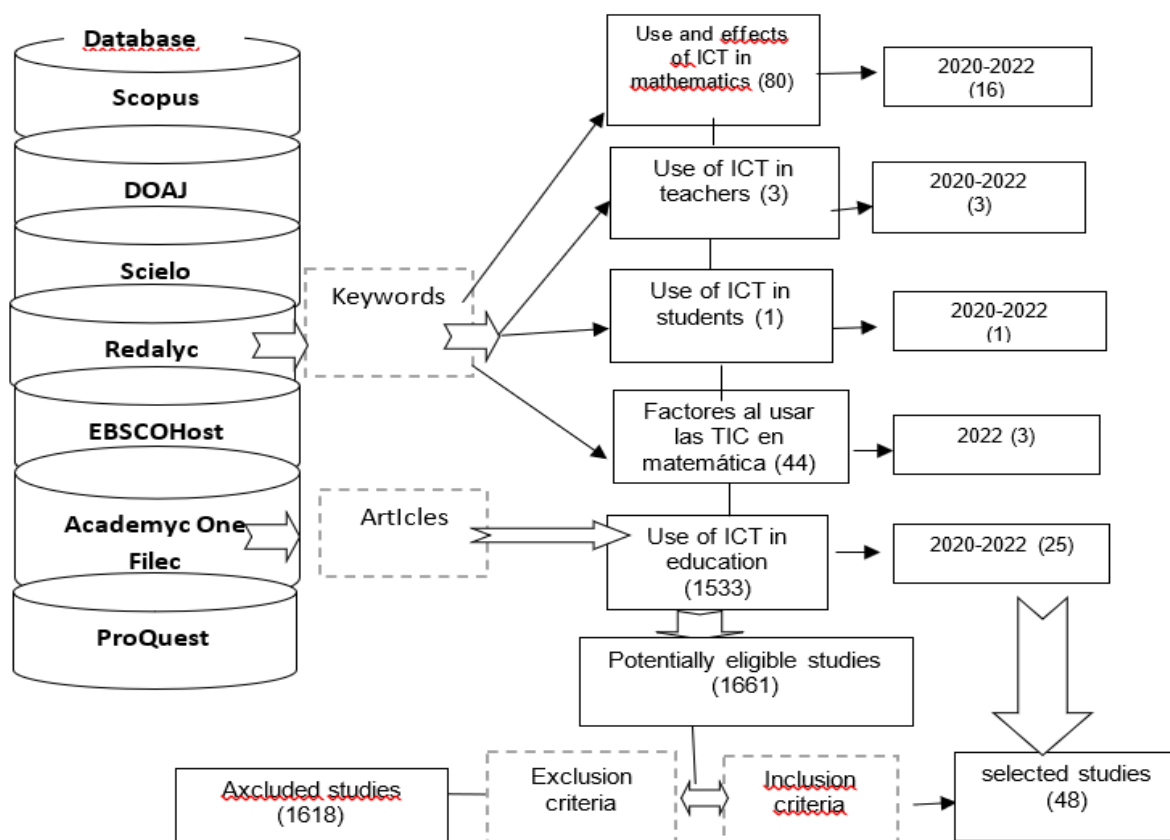 Database
Scopus
DOAJ
Scielo
Redalyc
EBSCOHost
Academyc One
Filec
ProQuest
Keywords
ArtIcles
Use and effects
of ICT in
mathematics (80)
2020-2022
(16)
Use of ICT in
teachers (3)
2020-2022
(3)
Use of ICT in
students (1)
2020-2022
(1)
Factores al usar
las TIC en
matemática (44)
2022 (3)
Use of ICT in
education
(1533)
2020-2022 (25)
Potentially eligible studies
(1661)
Axcluded studies
(1618)
Exclusion
criteria
Inclusion
criteria
selected studies
(48)